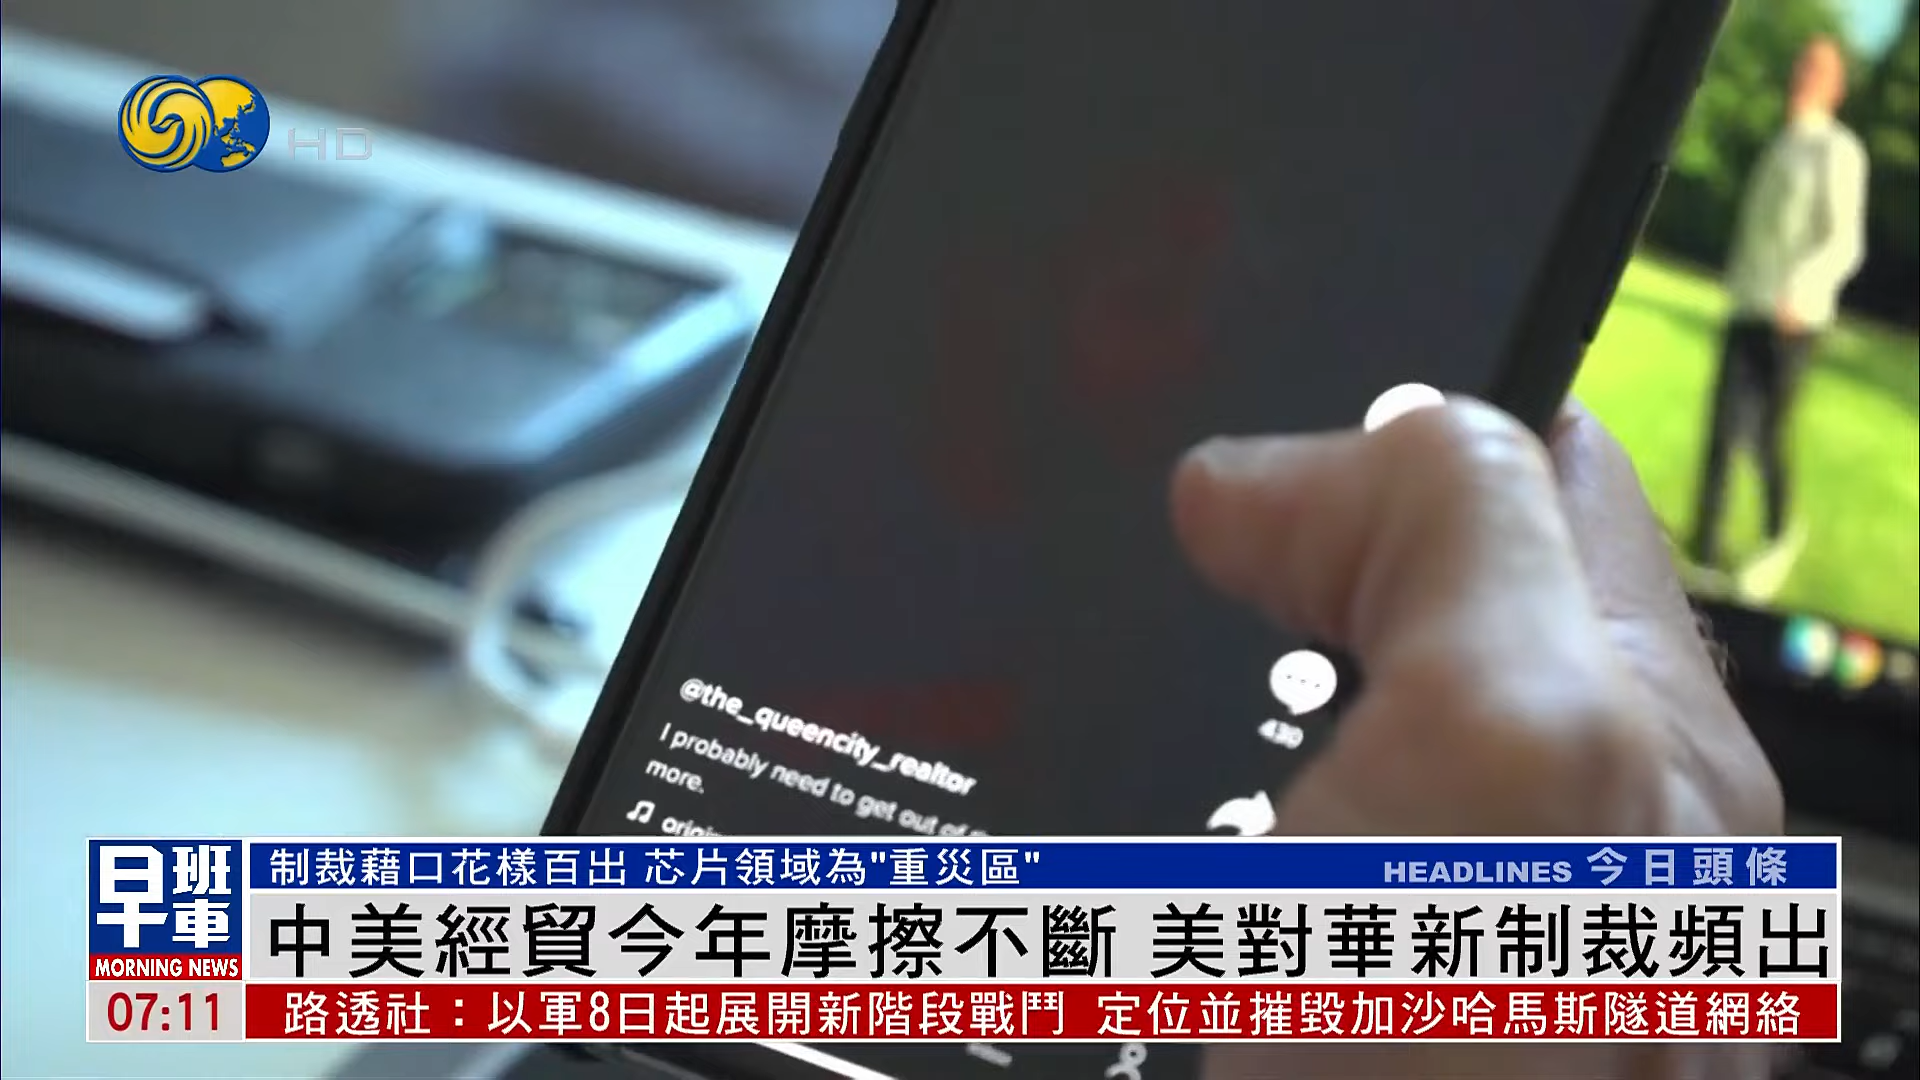 HD
@the_queencity_realtor
I probably need to get out of
more.
430
制裁藉口花樣百出 芯片領域為"重災區"
HEADLINES 今日頭條
早班車
中美經貿今年摩擦不斷 美對華新制裁頻出
MORNING NEWS
07:11
路透社：以軍8日起展開新階段戰鬥 定位並摧毀加沙哈馬斯隧道網絡